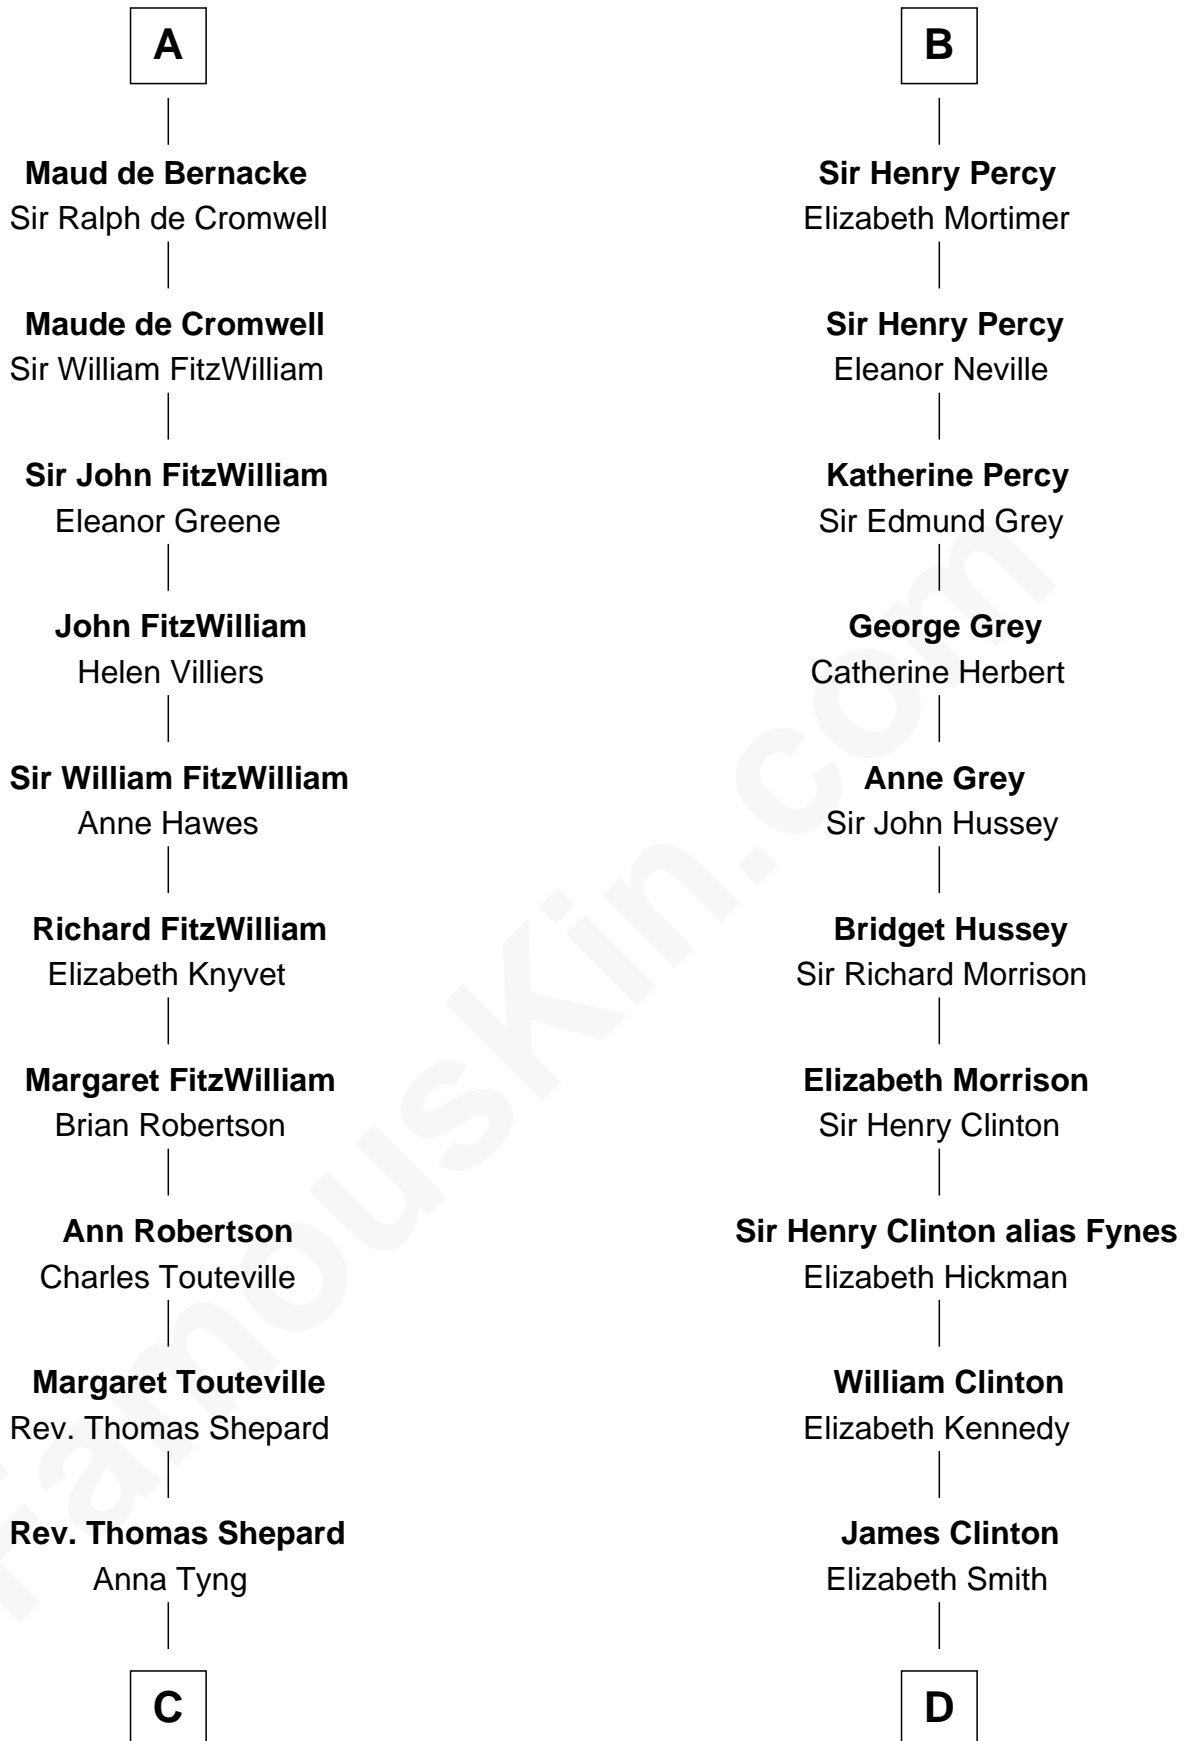 A
Maud de Bernacke
Sir Ralph de Cromwell
Maude de Cromwell
Sir William FitzWilliam
Sir John FitzWilliam
Eleanor Greene
John FitzWilliam
Helen Villiers
Sir William FitzWilliam
Anne Hawes
Richard FitzWilliam
Elizabeth Knyvet
Margaret FitzWilliam
Brian Robertson
Ann Robertson
Charles Touteville
Margaret Touteville
Rev. Thomas Shepard
Rev. Thomas Shepard
Anna Tyng
C
B
Sir Henry Percy
Elizabeth Mortimer
Sir Henry Percy
Eleanor Neville
Katherine Percy
Sir Edmund Grey
George Grey
Catherine Herbert
Anne Grey
Sir John Hussey
Bridget Hussey
Sir Richard Morrison
Elizabeth Morrison
Sir Henry Clinton
Sir Henry Clinton alias Fynes
Elizabeth Hickman
William Clinton
Elizabeth Kennedy
James Clinton
Elizabeth Smith
D
FamousKin.com